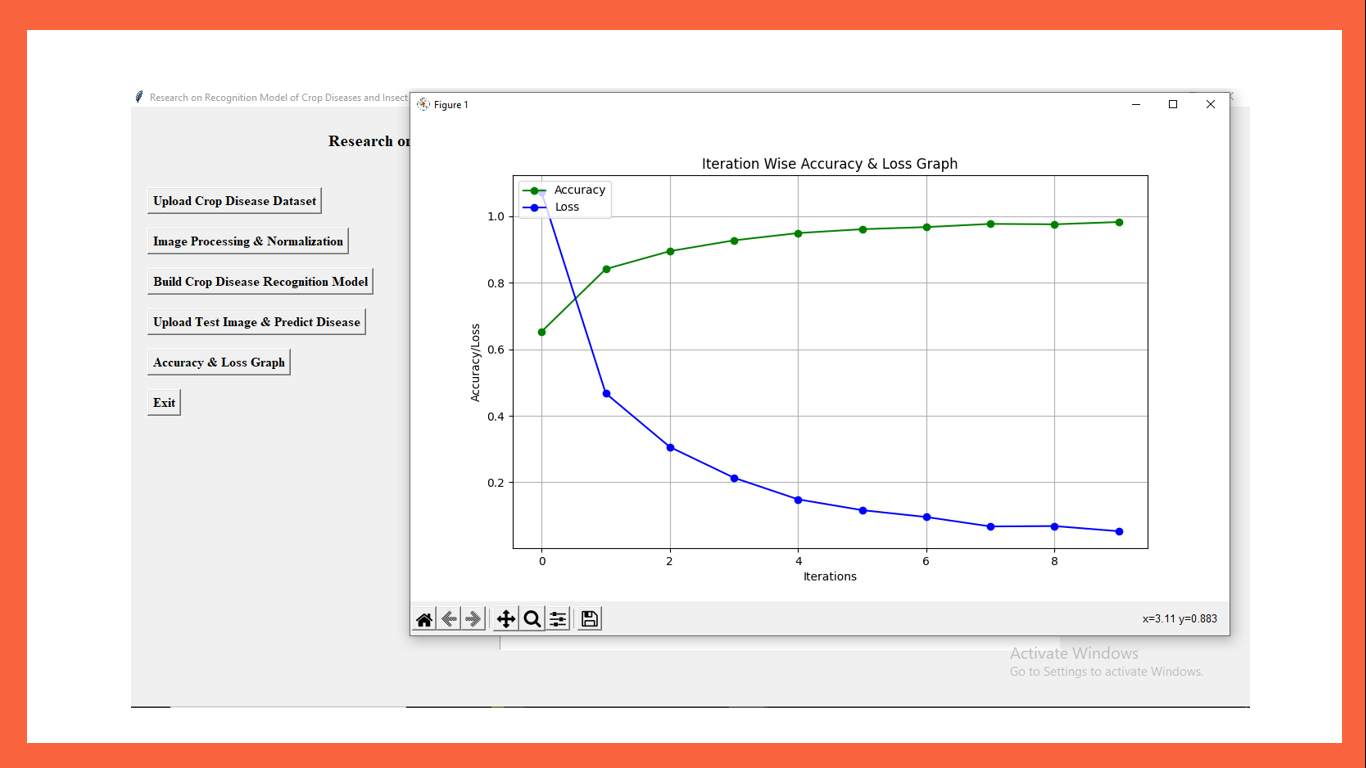 Research on Recognition Model of Crop Diseases and Insect
Research on
Upload Crop Disease Dataset
Image Processing & Normalization
Build Crop Disease Recognition Model
Upload Test Image & Predict Disease
Accuracy & Loss Graph
Exit
Figure 1
Iteration Wise Accuracy & Loss Graph
Accuracy
Loss
1.0
0.8
0.6
0.4
0.2
Accuracy/Loss
0 2 4 6 8
Iterations
x=3.11 y=0.883
Activate Windows
Go to Settings to activate Windows.